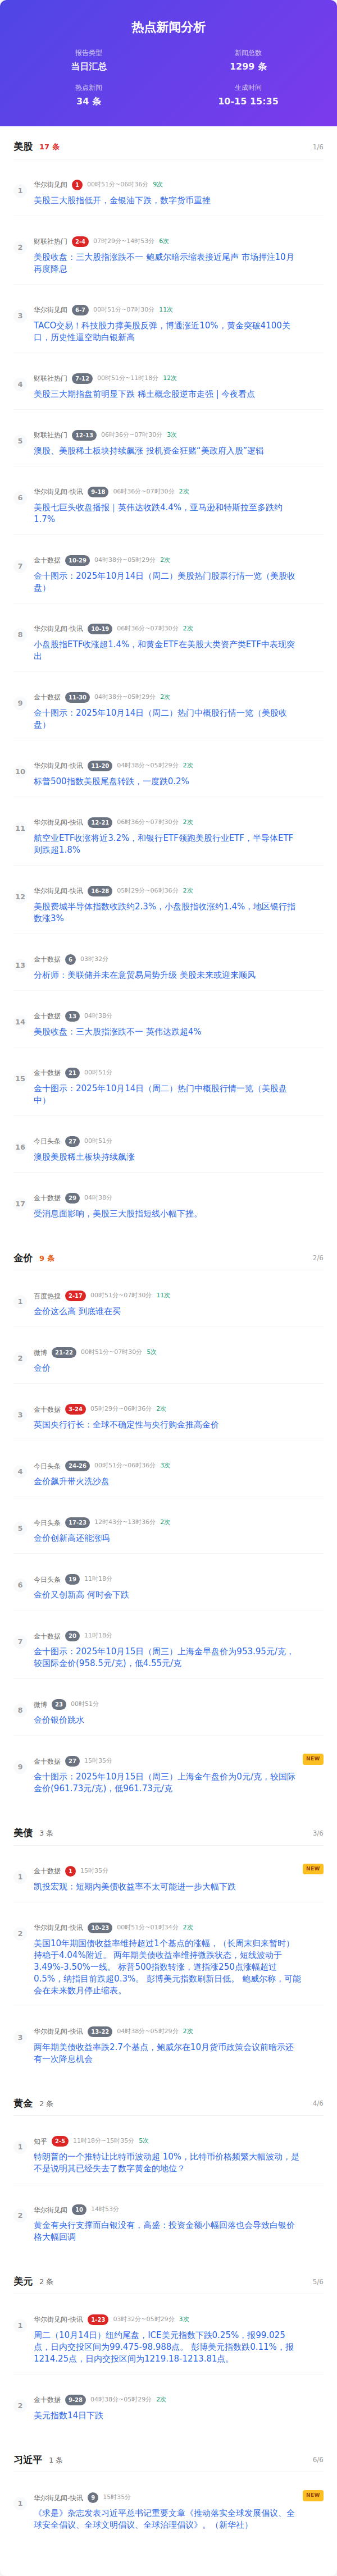 热点新闻分析
报告类型
新闻总数
当日汇总
1299 条
热点新闻
生成时间
34 条
10-15 15:35
美股 17 条 1/6
1
华尔街见闻 1 00时51分~06时36分 9次
美股三大股指低开，金银油下跌，数字货币重挫
2
财联社热门 2-4 07时29分~14时53分 6次
美股收盘：三大股指涨跌不一 鲍威尔暗示缩表接近尾声 市场押注10月
再度降息
3
华尔街见闻 6-7 00时51分~07时30分 11次
TACO交易！科技股力撑美股反弹，博通涨近10%，黄金突破4100关
口，历史性逼空助白银新高
4
财联社热门 7-12 00时51分~11时18分 12次
美股三大期指盘前明显下跌 稀土概念股逆市走强 | 今夜看点
5
财联社热门 12-13 06时36分~07时30分 3次
澳股、美股稀土板块持续飙涨 投机资金狂赌“美政府入股”逻辑
6
华尔街见闻-快讯 9-18 06时36分~07时30分 2次
美股七巨头收盘播报｜英伟达收跌4.4%，亚马逊和特斯拉至多跌约
1.7%
7
金十数据 10-29 04时38分~05时29分 2次
金十图示：2025年10月14日（周二）美股热门股票行情一览（美股收
盘）
8
华尔街见闻-快讯 10-19 06时36分~07时30分 2次
小盘股指ETF收涨超1.4%，和黄金ETF在美股大类资产类ETF中表现突
出
9
金十数据 11-30 04时38分~05时29分 2次
金十图示：2025年10月14日（周二）热门中概股行情一览（美股收
盘）
10
华尔街见闻-快讯 11-20 04时38分~05时29分 2次
标普500指数美股尾盘转跌，一度跌0.2%
11
华尔街见闻-快讯 12-21 06时36分~07时30分 2次
航空业ETF收涨将近3.2%，和银行ETF领跑美股行业ETF，半导体ETF
则跌超1.8%
12
华尔街见闻-快讯 16-28 05时29分~06时36分 2次
美股费城半导体指数收跌约2.3%，小盘股指收涨约1.4%，地区银行指
数涨3%
13
金十数据 6 03时32分
分析师：美联储并未在意贸易局势升级 美股未来或迎来顺风
14
金十数据 13 04时38分
美股收盘：三大股指涨跌不一 英伟达跌超4%
15
金十数据 21 00时51分
金十图示：2025年10月14日（周二）热门中概股行情一览（美股盘
中）
16
今日头条 27 00时51分
澳股美股稀土板块持续飙涨
17
金十数据 29 04时38分
受消息面影响，美股三大股指短线小幅下挫。
金价 9 条 2/6
1
百度热搜 2-17 00时51分~07时30分 11次
金价这么高 到底谁在买
2
微博 21-22 00时51分~07时30分 5次
金价
3
金十数据 3-24 05时29分~06时36分 2次
英国央行行长：全球不确定性与央行购金推高金价
4
今日头条 24-26 00时51分~06时36分 3次
金价飙升带火洗沙盘
5
今日头条 17-23 12时43分~13时36分 2次
金价创新高还能涨吗
6
今日头条 19 11时18分
金价又创新高 何时会下跌
7
金十数据 20 11时18分
金十图示：2025年10月15日（周三）上海金早盘价为953.95元/克，
较国际金价(958.5元/克)，低4.55元/克
8
微博 23 00时51分
金价银价跳水
9
金十数据 27 15时35分 NEW
金十图示：2025年10月15日（周三）上海金午盘价为0元/克，较国际
金价(961.73元/克)，低961.73元/克
美债 3 条 3/6
1
金十数据 1 15时35分 NEW
凯投宏观：短期内美债收益率不太可能进一步大幅下跌
2
华尔街见闻-快讯 10-23 00时51分~01时34分 2次
美国10年期国债收益率维持超过1个基点的涨幅，（长周末归来暂时）
持稳于4.04%附近。 两年期美债收益率维持微跌状态，短线波动于
3.49%-3.50%一线。 标普500指数转涨，道指涨250点涨幅超过
0.5%，纳指目前跌超0.3%。 彭博美元指数刷新日低。 鲍威尔称，可能
会在未来数月停止缩表。
3
华尔街见闻-快讯 13-22 04时38分~05时29分 2次
两年期美债收益率跌2.7个基点，鲍威尔在10月货币政策会议前暗示还
有一次降息机会
黄金 2 条 4/6
1
知乎 2-5 11时18分~15时35分 5次
特朗普的一个推特让比特币波动超 10%，比特币价格频繁大幅波动，是
不是说明其已经失去了数字黄金的地位？
2
华尔街见闻 10 14时53分
黄金有央行支撑而白银没有，高盛：投资金额小幅回落也会导致白银价
格大幅回调
美元 2 条 5/6
1
华尔街见闻-快讯 1-23 03时32分~05时29分 3次
周二（10月14日）纽约尾盘，ICE美元指数下跌0.25%，报99.025
点，日内交投区间为99.475-98.988点。 彭博美元指数跌0.11%，报
1214.25点，日内交投区间为1219.18-1213.81点。
2
金十数据 9-28 04时38分~05时29分 2次
美元指数14日下跌
习近平 1 条 6/6
1
华尔街见闻-快讯 9 15时35分 NEW
《求是》杂志发表习近平总书记重要文章《推动落实全球发展倡议、全
球安全倡议、全球文明倡议、全球治理倡议》。（新华社）